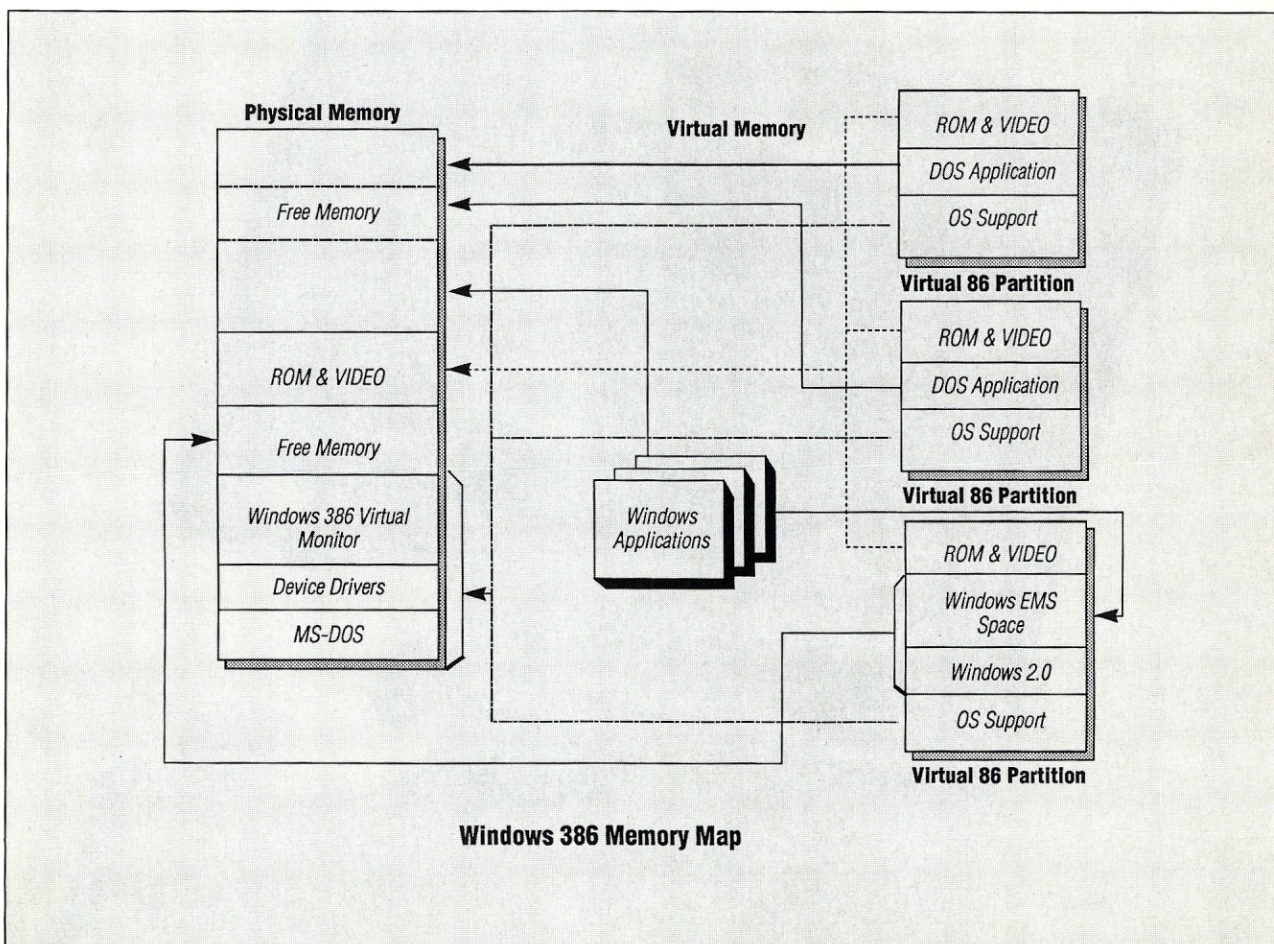 Physical Memory
Free Memory
ROM & VIDEO
Free Memory
Windows 386 Virtual
Monitor
Device Drivers
MS-DOS
Virtual Memory
Windows
Applications
ROM & VIDEO
DOS Application
OS Support
Virtual 86 Partition
ROM & VIDEO
DOS Application
OS Support
Virtual 86 Partition
ROM & VIDEO
Windows EMS
Space
Windows 2.0
OS Support
Virtual 86 Partition
Windows 386 Memory Map